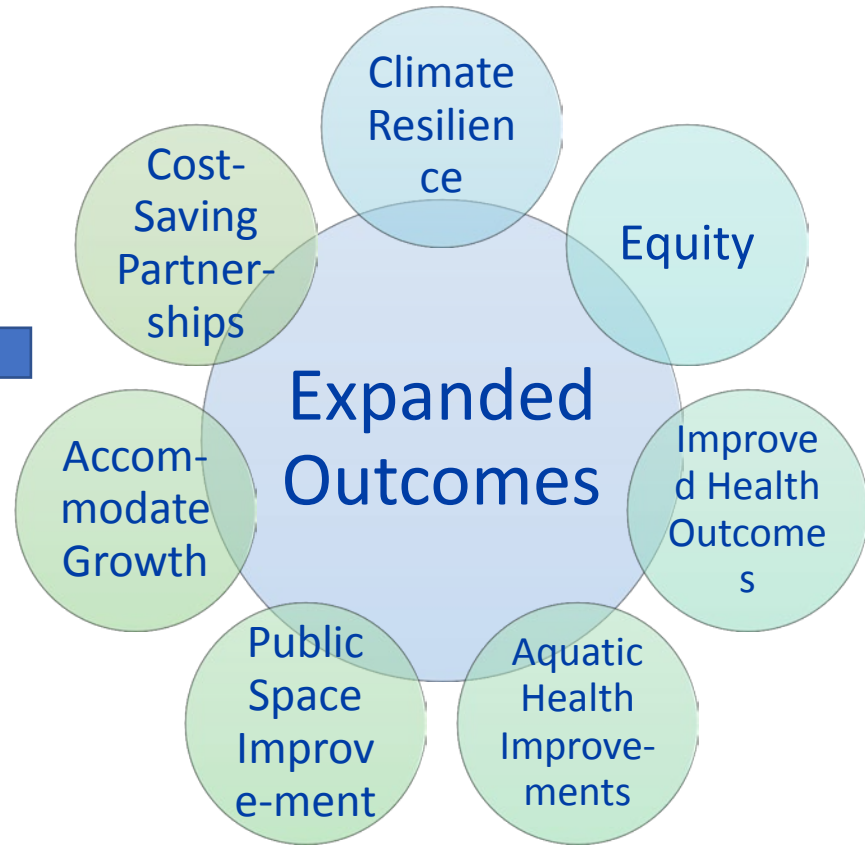 Climate
Resilien
ce
Equity
Improve
d Health
Outcome
s
Aquatic
Health
Improve-
ments
Public
Space
Improv
e-ment
Accom-
modate
Growth
Cost-
Saving
Partner-
ships
Expanded
Outcomes